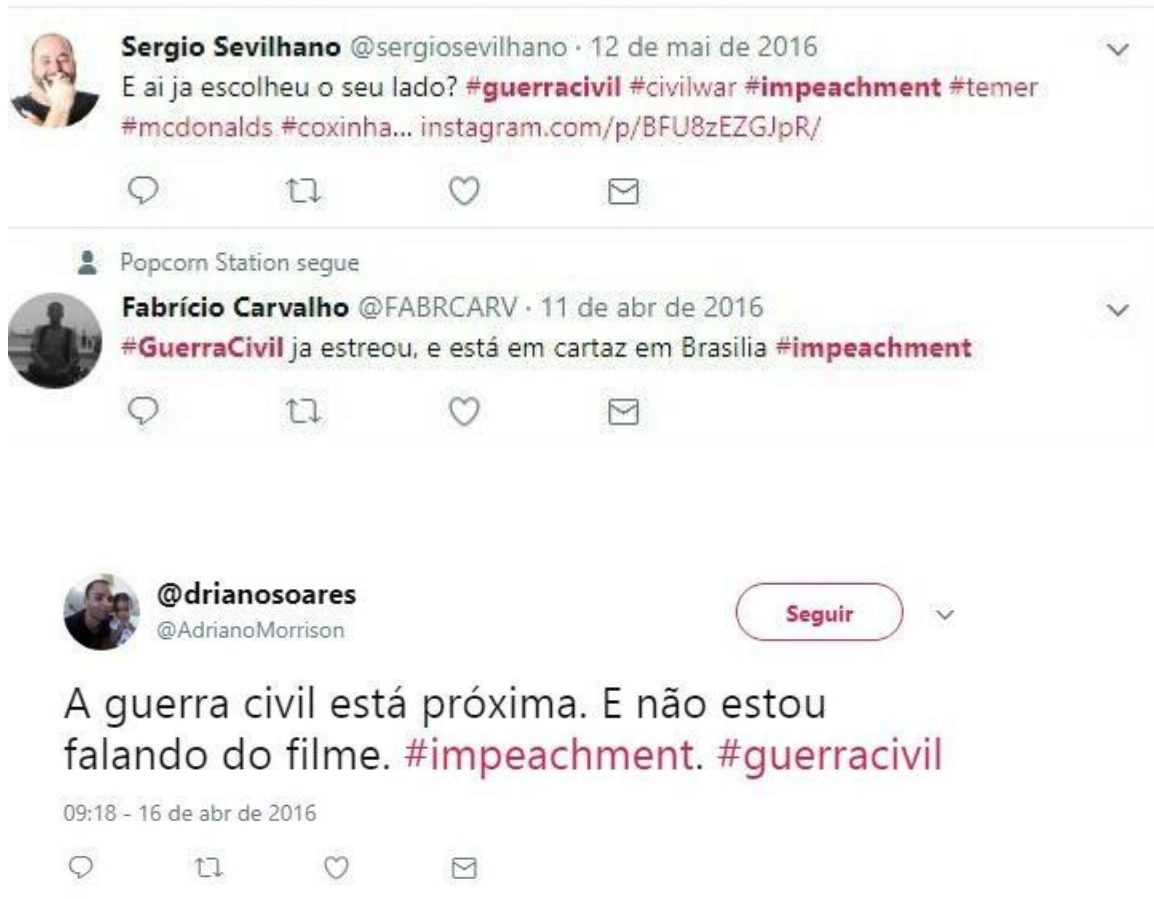 Sergio Sevilhano @sergiosevilhano · 12 de mai de 2016
E ai ja escolheu o seu lado? #guerracivil #civilwar #impeachment #temer
#mcdonalds #coxinha... instagram.com/p/BFU8zEZGJpR/
Popcorn Station segue
Fabrício Carvalho @FABRCARV · 11 de abr de 2016
#GuerraCivil ja estreou, e está em cartaz em Brasilia #impeachment
@drianosoares
@AdrianoMorrison
Seguir
A guerra civil está próxima. E não estou
falando do filme. #impeachment. #guerracivil
09:18 - 16 de abr de 2016